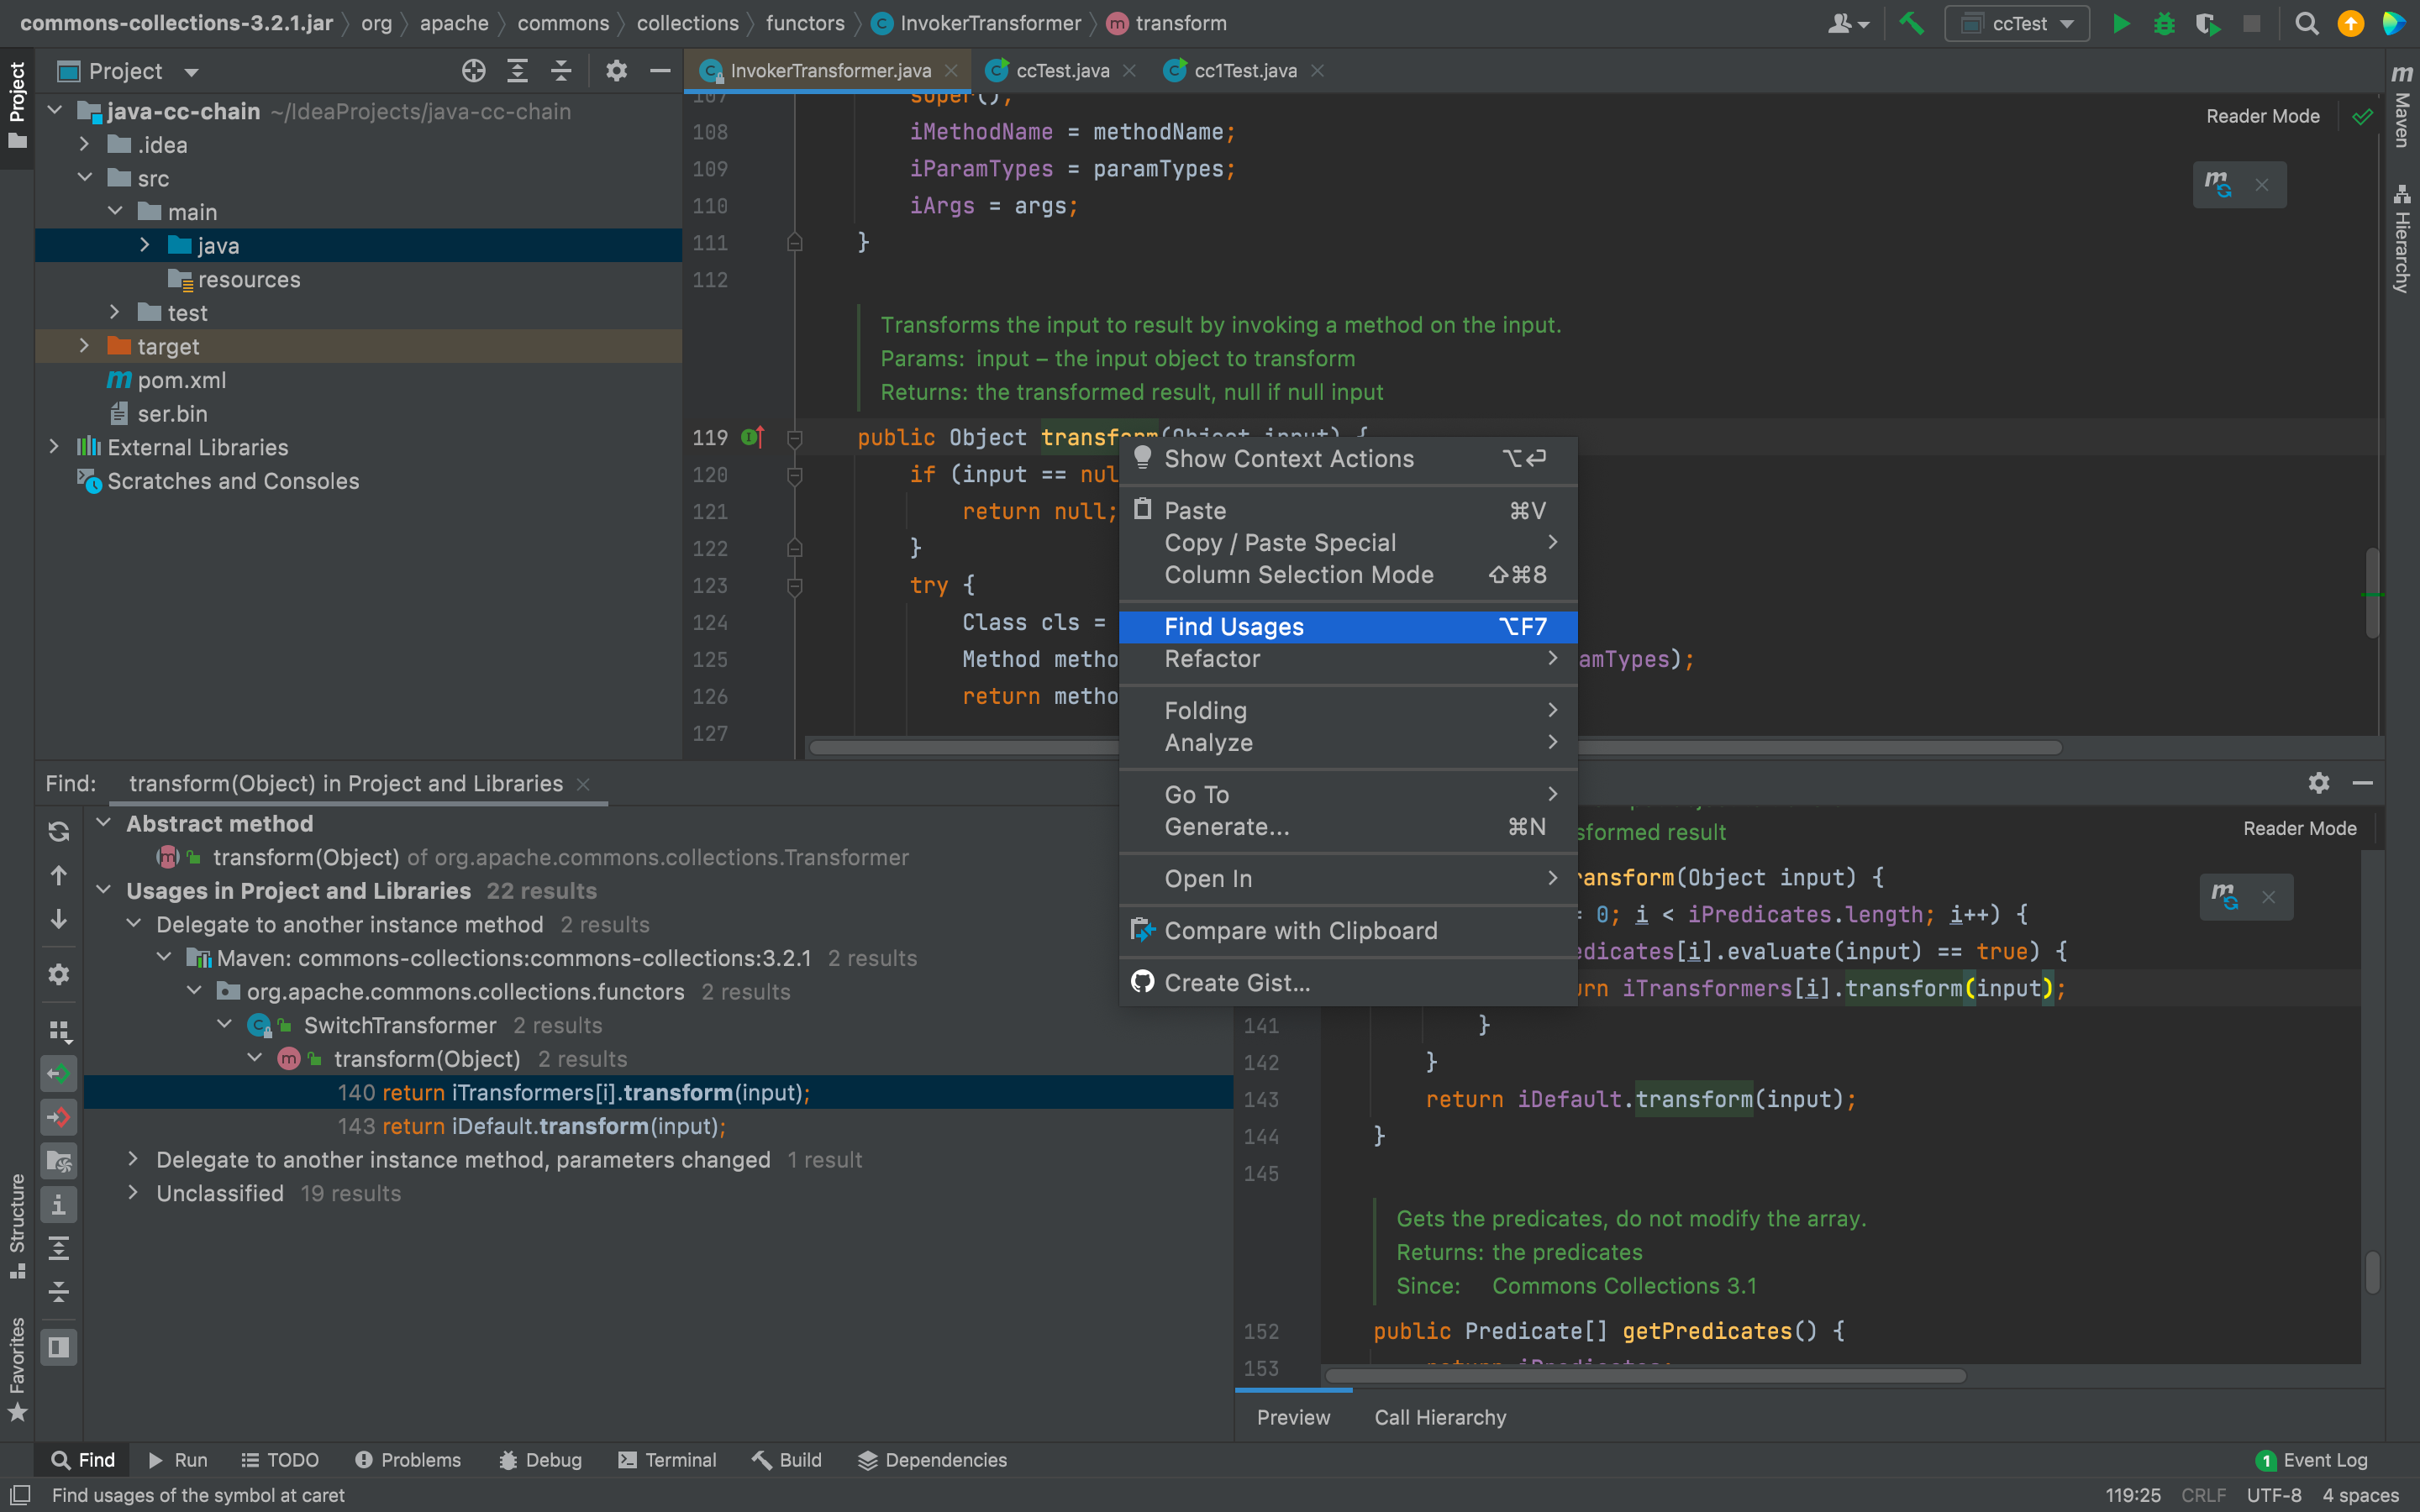 commons-collections-3.2.1.jar org apache commons collections functors InvokerTransformer transform ccTest
Project
InvokerTransformer.java
ccTest.java
cc1Test.java
Project
java-cc-chain ~/IdeaProjects/java-cc-chain
.idea
src
main
java
resources
test
target
pom.xml
ser.bin
External Libraries
Scratches and Consoles
Reader Mode
Maven
Hierarchy
107 super();
108 iMethodName = methodName;
109 iParamTypes = paramTypes;
110 iArgs = args;
111 }
112
Transforms the input to result by invoking a method on the input.
Params: input – the input object to transform
Returns: the transformed result, null if null input
119 public Object transform(Object input) {
120 if (input == nul
121 return null;
122 }
123 try {
124 Class cls =
125 Method metho amTypes);
126 return metho
127
Show Context Actions ⌥⏎
Paste ⌘V
Copy / Paste Special
Column Selection Mode ⇧⌘8
Find Usages ⌥F7
Refactor
Folding
Analyze
Go To
Generate... ⌘N
Open In
Compare with Clipboard
Create Gist...
Find: transform(Object) in Project and Libraries
Abstract method
transform(Object) of org.apache.commons.collections.Transformer
Usages in Project and Libraries 22 results
Delegate to another instance method 2 results
Maven: commons-collections:commons-collections:3.2.1 2 results
org.apache.commons.collections.functors 2 results
SwitchTransformer 2 results
transform(Object) 2 results
140 return iTransformers[i].transform(input);
143 return iDefault.transform(input);
Delegate to another instance method, parameters changed 1 result
Unclassified 19 results
sformed result
Reader Mode
ransform(Object input) {
= 0; i < iPredicates.length; i++) {
edicates[i].evaluate(input) == true) {
urn iTransformers[i].transform(input);
141 }
142 }
143 return iDefault.transform(input);
144 }
145
Gets the predicates, do not modify the array.
Returns: the predicates
Since: Commons Collections 3.1
152 public Predicate[] getPredicates() {
153 return iPredicates;
Preview Call Hierarchy
Structure
Favorites
Find Run TODO Problems Debug Terminal Build Dependencies 1 Event Log
Find usages of the symbol at caret 119:25 CRLF UTF-8 4 spaces